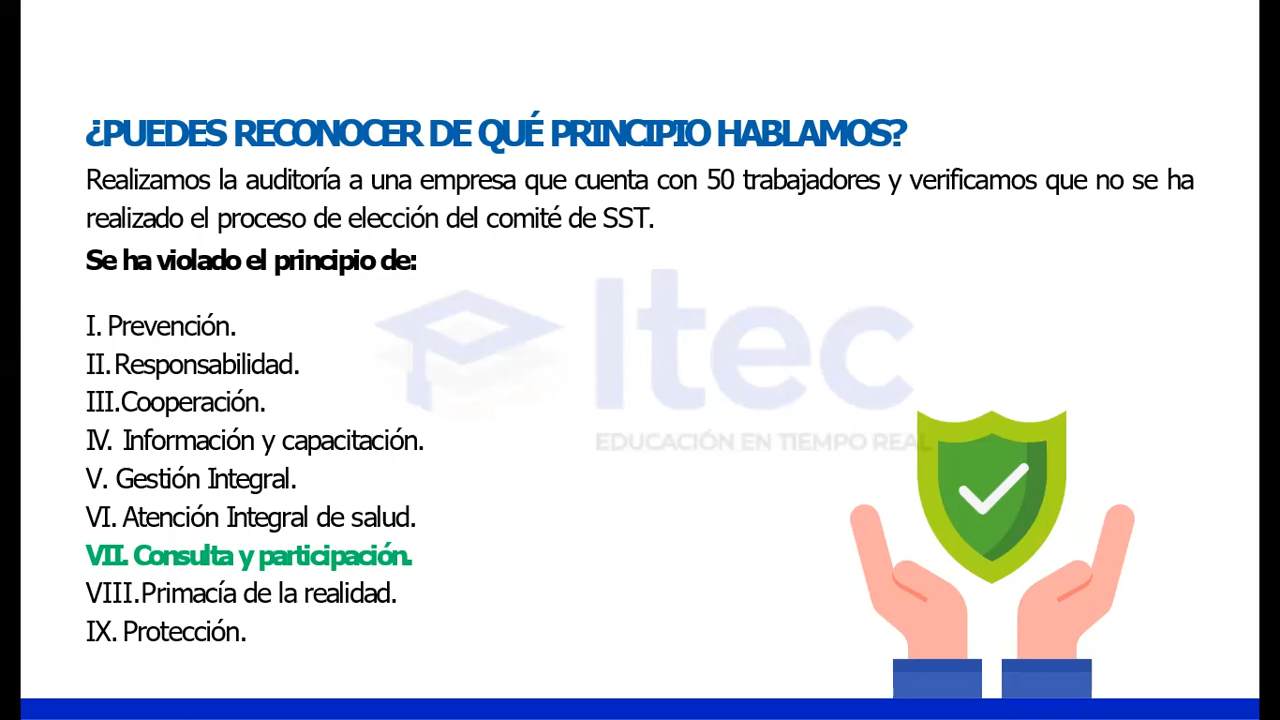 ¿PUEDES RECONOCER DE QUÉ PRINCIPIO HABLAMOS?
Realizamos la auditoría a una empresa que cuenta con 50 trabajadores y verificamos que no se ha
realizado el proceso de elección del comité de SST.
Se ha violado el principio de:
I. Prevención.
II. Responsabilidad.
III.Cooperación.
IV. Información y capacitación.
V. Gestión Integral.
VI. Atención Integral de salud.
VII. Consulta y participación.
VIII.Primacía de la realidad.
IX. Protección.
Itec
EDUCACIÓN EN TIEMPO REAL